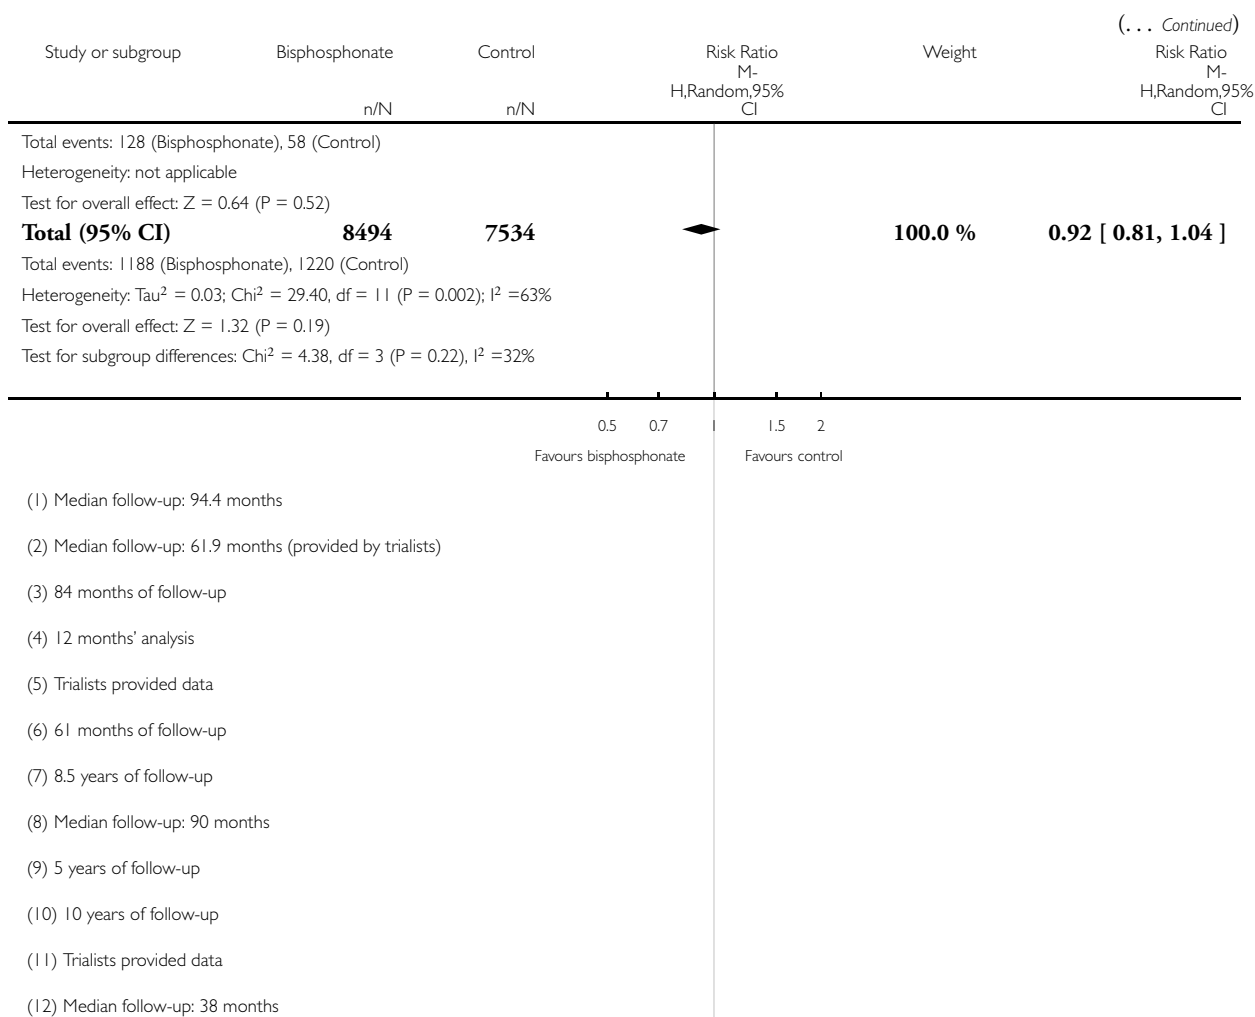 (... Continued)
Study or subgroup Bisphosphonate Control Risk Ratio Weight Risk Ratio
M- M-
H,Random,95% H,Random,95%
n/N n/N CI CI
Total events: 128 (Bisphosphonate), 58 (Control)
Heterogeneity: not applicable
Test for overall effect: Z = 0.64 (P = 0.52)
Total (95% CI) 8494 7534 100.0 % 0.92 [ 0.81, 1.04 ]
Total events: 1188 (Bisphosphonate), 1220 (Control)
Heterogeneity: Tau² = 0.03; Chi² = 29.40, df = 11 (P = 0.002); I² =63%
Test for overall effect: Z = 1.32 (P = 0.19)
Test for subgroup differences: Chi² = 4.38, df = 3 (P = 0.22), I² =32%
0.5 0.7 1 1.5 2
Favours bisphosphonate Favours control
(1) Median follow-up: 94.4 months
(2) Median follow-up: 61.9 months (provided by trialists)
(3) 84 months of follow-up
(4) 12 months’ analysis
(5) Trialists provided data
(6) 61 months of follow-up
(7) 8.5 years of follow-up
(8) Median follow-up: 90 months
(9) 5 years of follow-up
(10) 10 years of follow-up
(11) Trialists provided data
(12) Median follow-up: 38 months